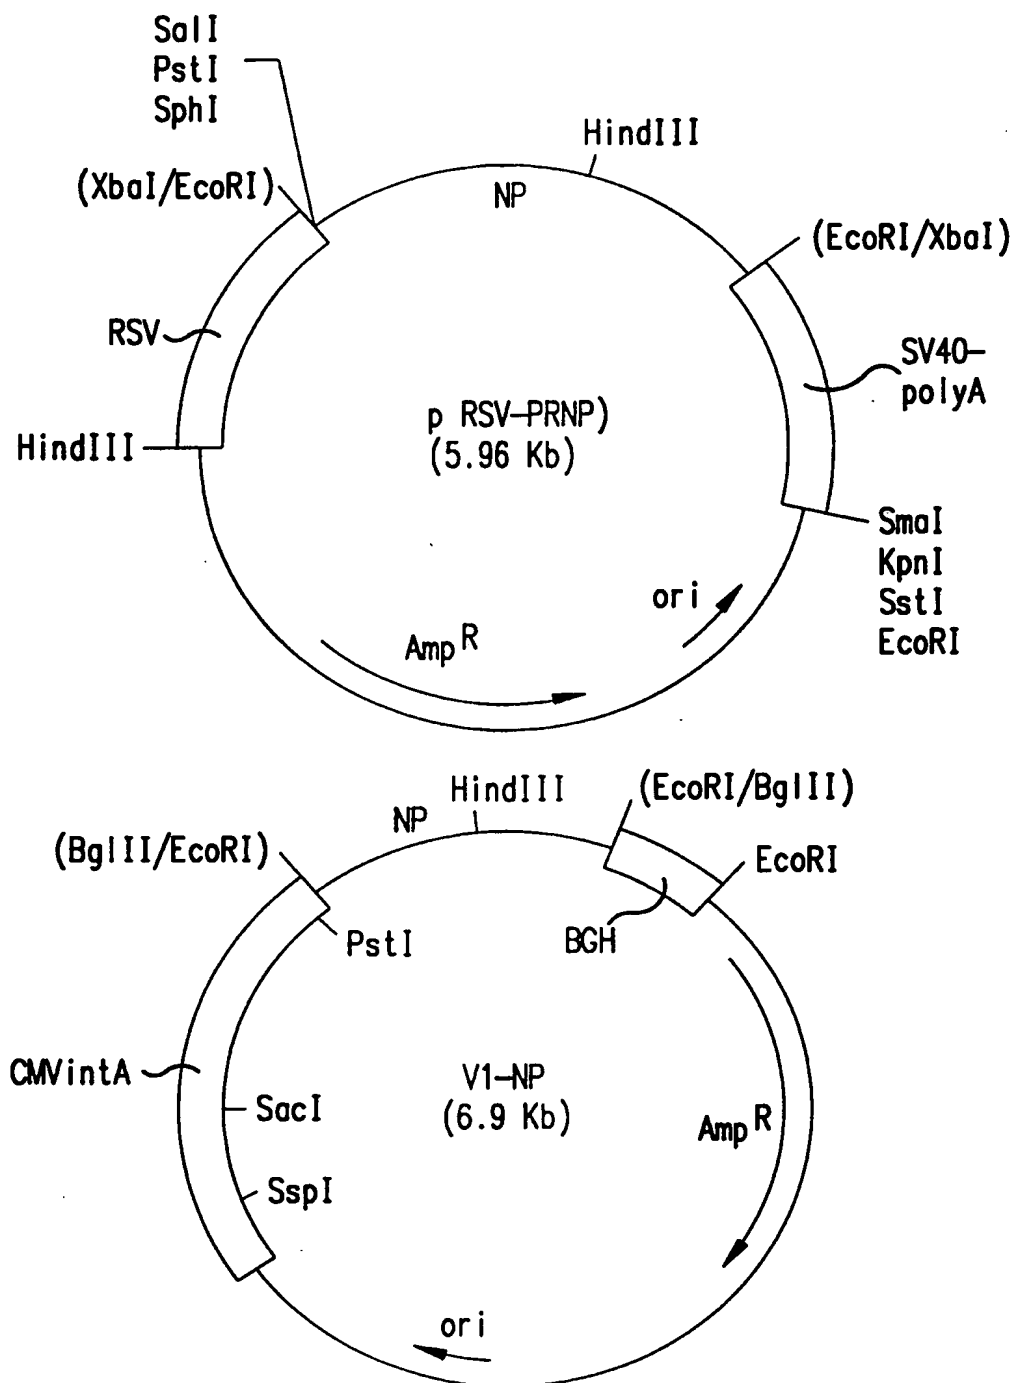 SalI
PstI
SphI
HindIII
(XbaI/EcoRI)
NP
(EcoRI/XbaI)
RSV
SV40-
polyA
p RSV-PRNP)
(5.96 Kb)
HindIII
SmaI
KpnI
SstI
EcoRI
ori
Amp R
HindIII
(EcoRI/BglII)
NP
(BglII/EcoRI)
EcoRI
PstI
BGH
CMVintA
V1-NP
(6.9 Kb)
SacI
Amp R
SspI
ori